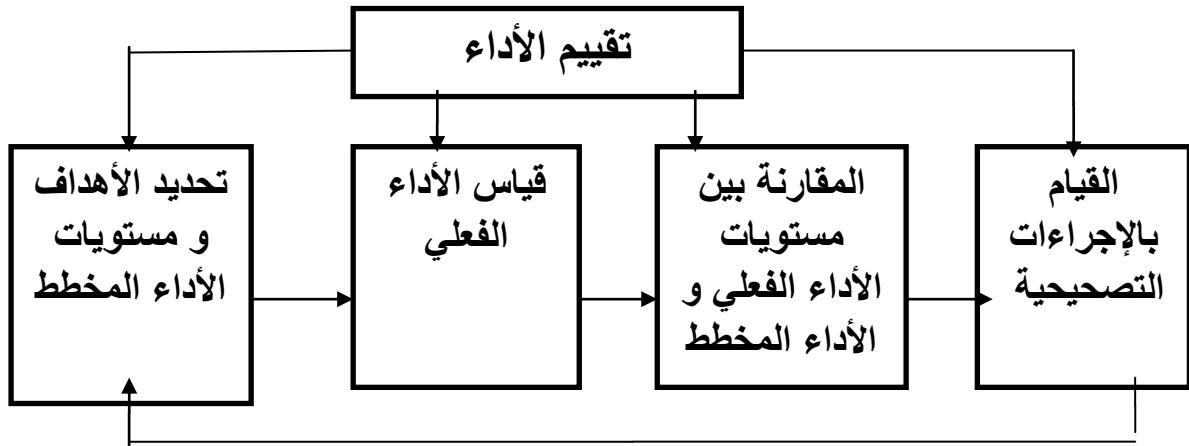 تقييم الأداء
تحديد الأهداف
و مستويات
الأداء المخطط
قياس الأداء
الفعلي
المقارنة بين
مستويات
الأداء الفعلي و
الأداء المخطط
القيام
بالإجراءات
التصحيحية